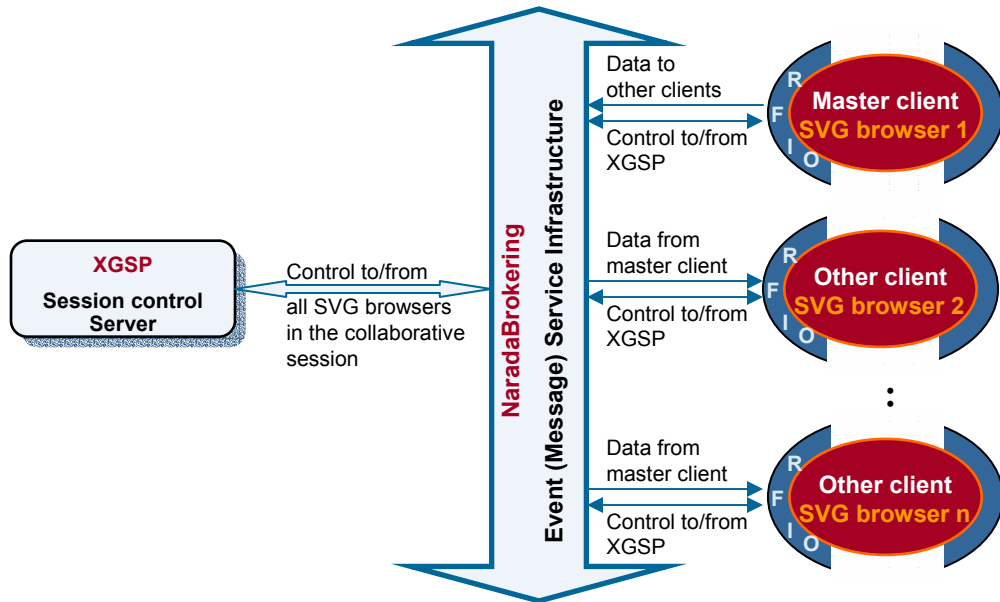 XGSP
Session control
Server
Control to/from
all SVG browsers
in the collaborative
session
NaradaBrokering
Event (Message) Service Infrastructure
Data to
other clients
Control to/from
XGSP
R
F
I
O
Master client
SVG browser 1
Data from
master client
Control to/from
XGSP
R
F
I
O
Other client
SVG browser 2
:
Data from
master client
Control to/from
XGSP
R
F
I
O
Other client
SVG browser n